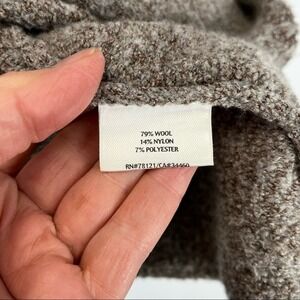 79% WOOL
14% NYLON
7% POLYESTER
RN#78121/CA#34460